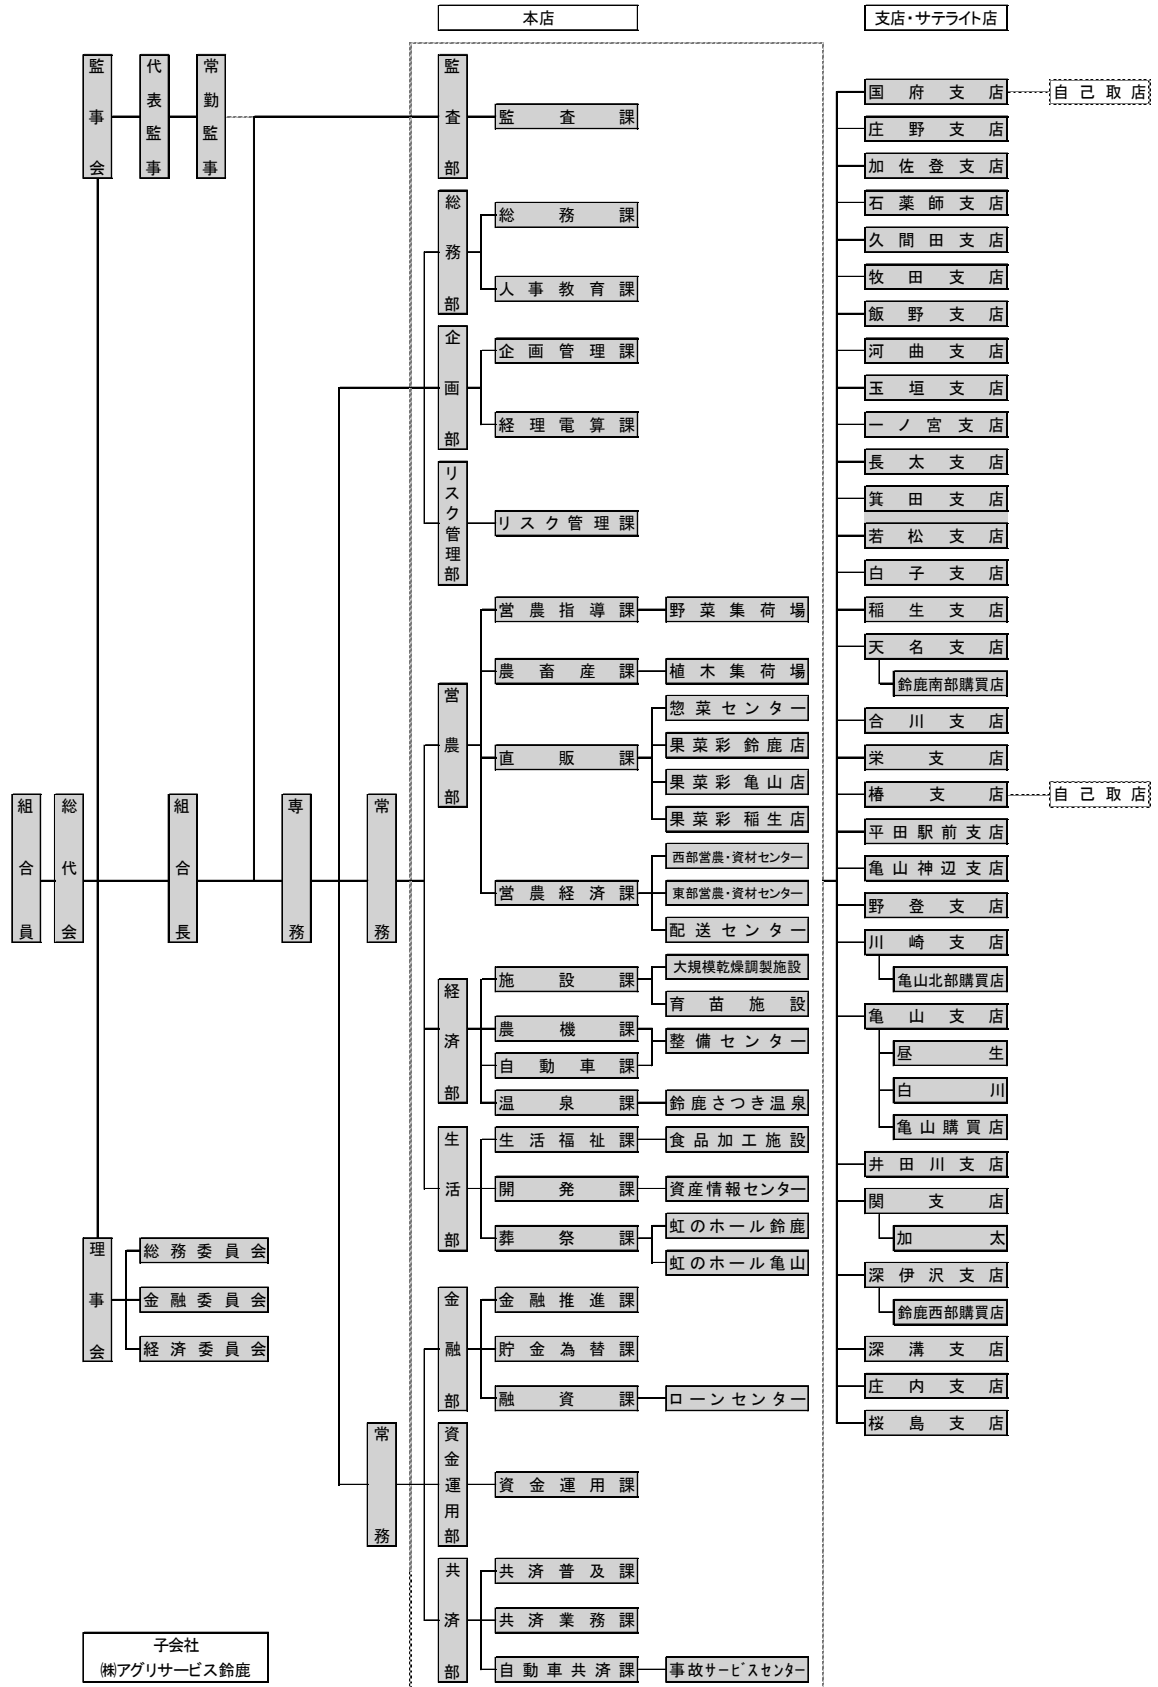 本店
支店・サテライト店
監事会
代表監事
常勤監事
監査部
監査課
総務部
総務課
人事教育課
企画部
企画管理課
経理電算課
リスク管理部
リスク管理課
組合員
総代会
組合長
専務
常務
営農部
営農指導課
野菜集荷場
農畜産課
植木集荷場
直販課
惣菜センター
果菜彩鈴鹿店
果菜彩亀山店
果菜彩稲生店
営農経済課
西部営農・資材センター
東部営農・資材センター
配送センター
経済部
施設課
大規模乾燥調製施設
育苗施設
農機課
自動車課
整備センター
温泉課
鈴鹿さつき温泉
生活部
生活福祉課
食品加工施設
開発課
資産情報センター
葬祭課
虹のホール鈴鹿
虹のホール亀山
理事会
総務委員会
金融委員会
経済委員会
常務
金融部
金融推進課
貯金為替課
融資課
ローンセンター
資金運用部
資金運用課
共済部
共済普及課
共済業務課
自動車共済課
事故サービスセンター
子会社
㈱アグリサービス鈴鹿
国府支店
自己取店
庄野支店
加佐登支店
石薬師支店
久間田支店
牧田支店
飯野支店
河曲支店
玉垣支店
一ノ宮支店
長太支店
箕田支店
若松支店
白子支店
稲生支店
天名支店
鈴鹿南部購買店
合川支店
栄支店
椿支店
自己取店
平田駅前支店
亀山神辺支店
野登支店
川崎支店
亀山北部購買店
亀山支店
昼生
白川
亀山購買店
井田川支店
関支店
加太
深伊沢支店
鈴鹿西部購買店
深溝支店
庄内支店
桜島支店